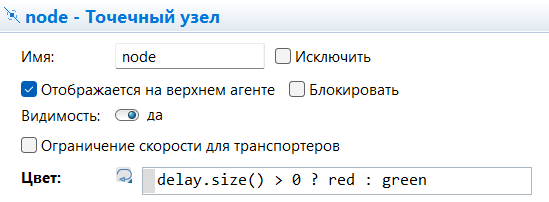 node - Точечный узел
Имя: node Исключить
Отображается на верхнем агенте Блокировать
Видимость: да
Ограничение скорости для транспортеров
Цвет: delay.size() > 0 ? red : green